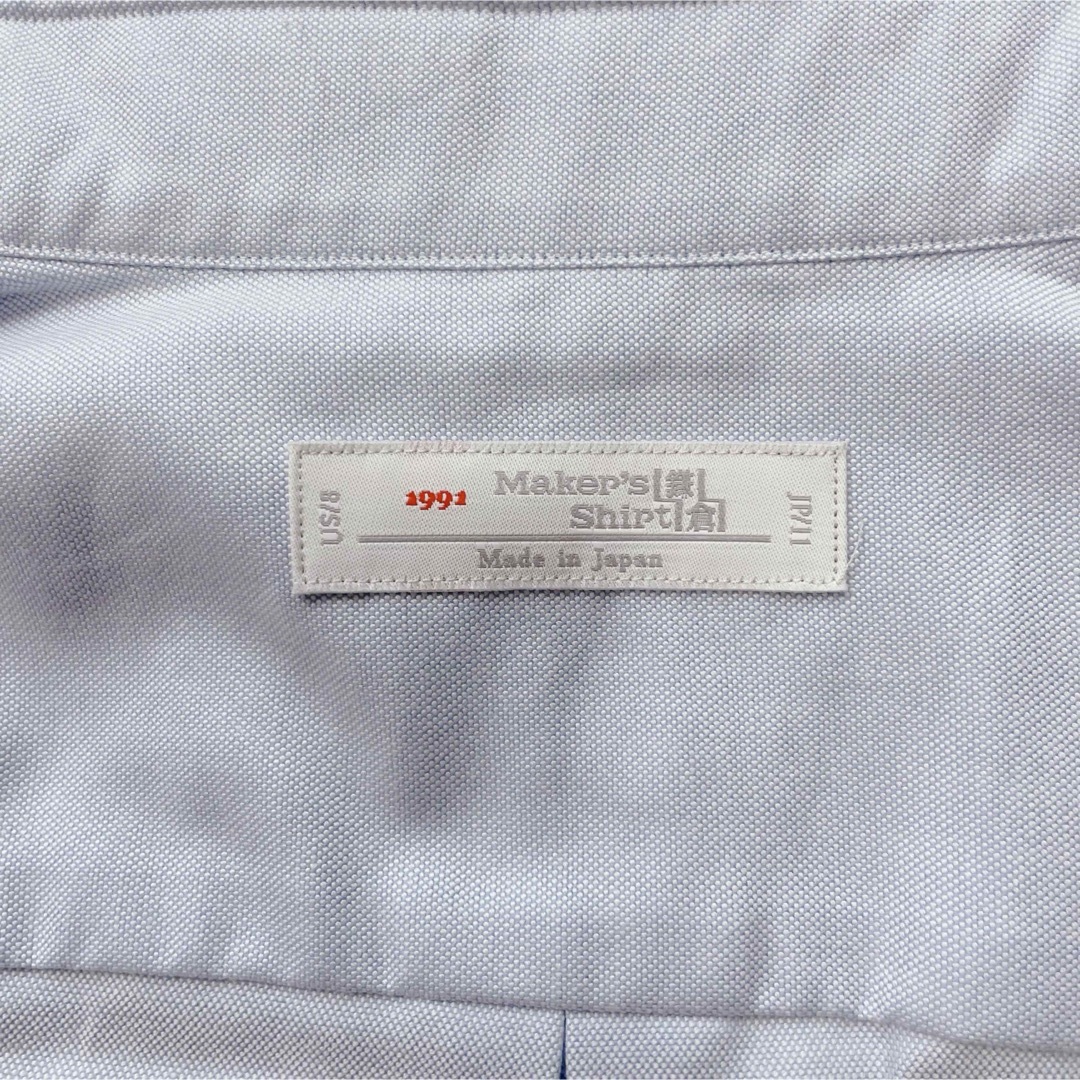 US/8
1991
Maker's 鎌
Shirt 倉
Made in Japan
JP/11